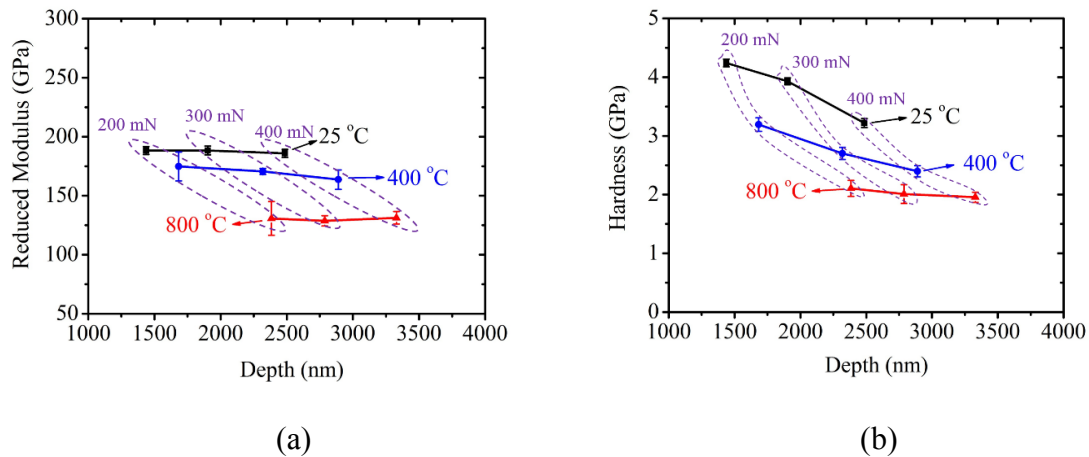 300
250
200
150
100
50
Reduced Modulus (GPa)
200 mN
300 mN
400 mN
25 °C
400 °C
800 °C
1000 1500 2000 2500 3000 3500 4000
Depth (nm)
(a)
5
4
3
2
1
0
Hardness (GPa)
200 mN
300 mN
400 mN
25 °C
400 °C
800 °C
1000 1500 2000 2500 3000 3500 4000
Depth (nm)
(b)